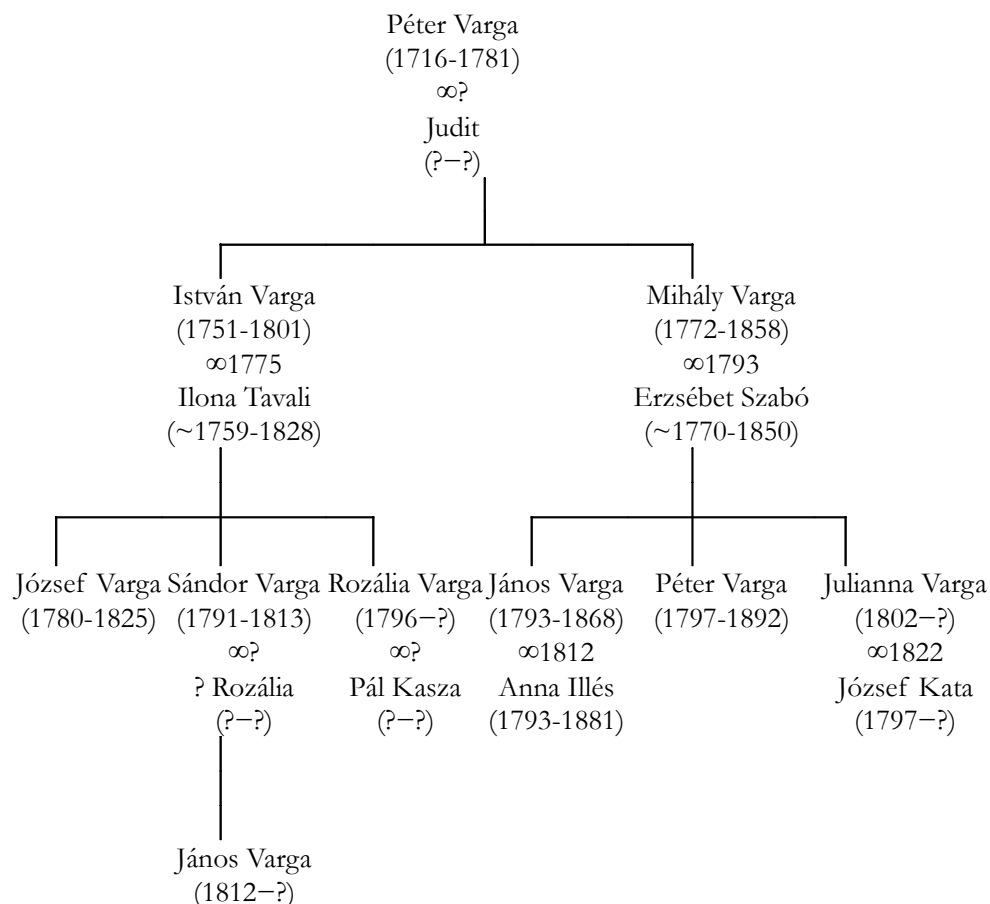 Péter Varga
(1716-1781)
∞?
Judit
(?–?)
István Varga
(1751-1801)
∞1775
Ilona Tavali
(~1759-1828)
Mihály Varga
(1772-1858)
∞1793
Erzsébet Szabó
(~1770-1850)
József Varga
(1780-1825)
Sándor Varga
(1791-1813)
∞?
? Rozália
(?–?)
Rozália Varga
(1796–?)
∞?
Pál Kasza
(?–?)
János Varga
(1793-1868)
∞1812
Anna Illés
(1793-1881)
Péter Varga
(1797-1892)
Julianna Varga
(1802–?)
∞1822
József Kata
(1797–?)
János Varga
(1812–?)